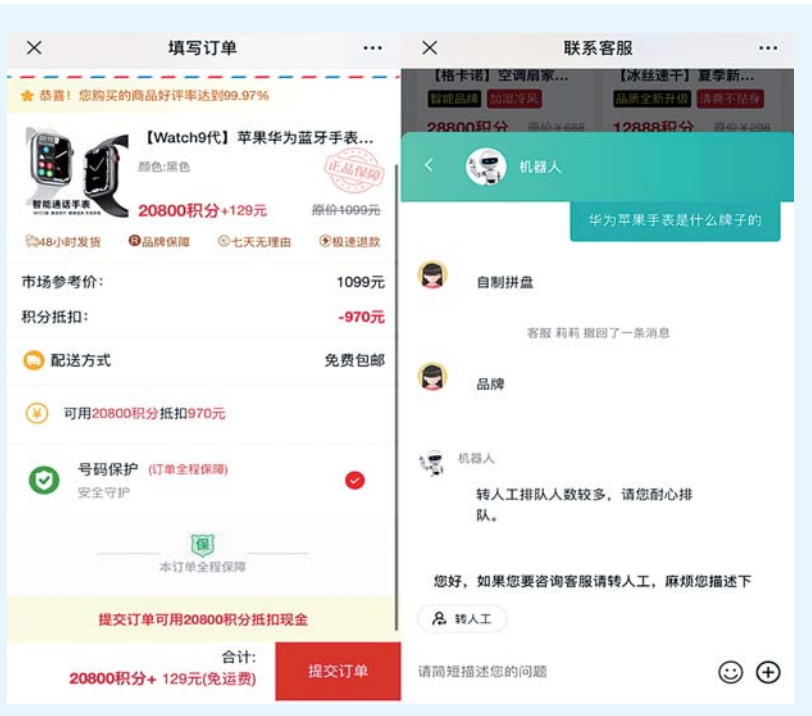 填写订单
恭喜！您购买的商品好评率达到99.97%
【Watch9代】苹果华为蓝牙手表...
颜色:黑色
正品保障
智能通话手表
20800积分+129元
原价1099元
48小时发货
品牌保障
七天无理由
极速退款
市场参考价：
1099元
积分抵扣：
-970元
配送方式
免费包邮
可用20800积分抵扣970元
号码保护 (订单全程保障)
安全守护
保
本订单全程保障
提交订单可用20800积分抵扣现金
合计:
20800积分+ 129元(免运费)
提交订单
联系客服
【格卡诺】空调扇家...
【冰丝速干】夏季新...
智能品牌 加湿冷风
品质全新升级 清爽不贴身
28800积分 原价￥688
12888积分 原价￥298
机器人
华为苹果手表是什么牌子的
自制拼盘
客服 莉莉 撤回了一条消息
品牌
机器人
转人工排队人数较多，请您耐心排
队。
您好，如果您要咨询客服请转人工，麻烦您描述下
转人工
请简短描述您的问题